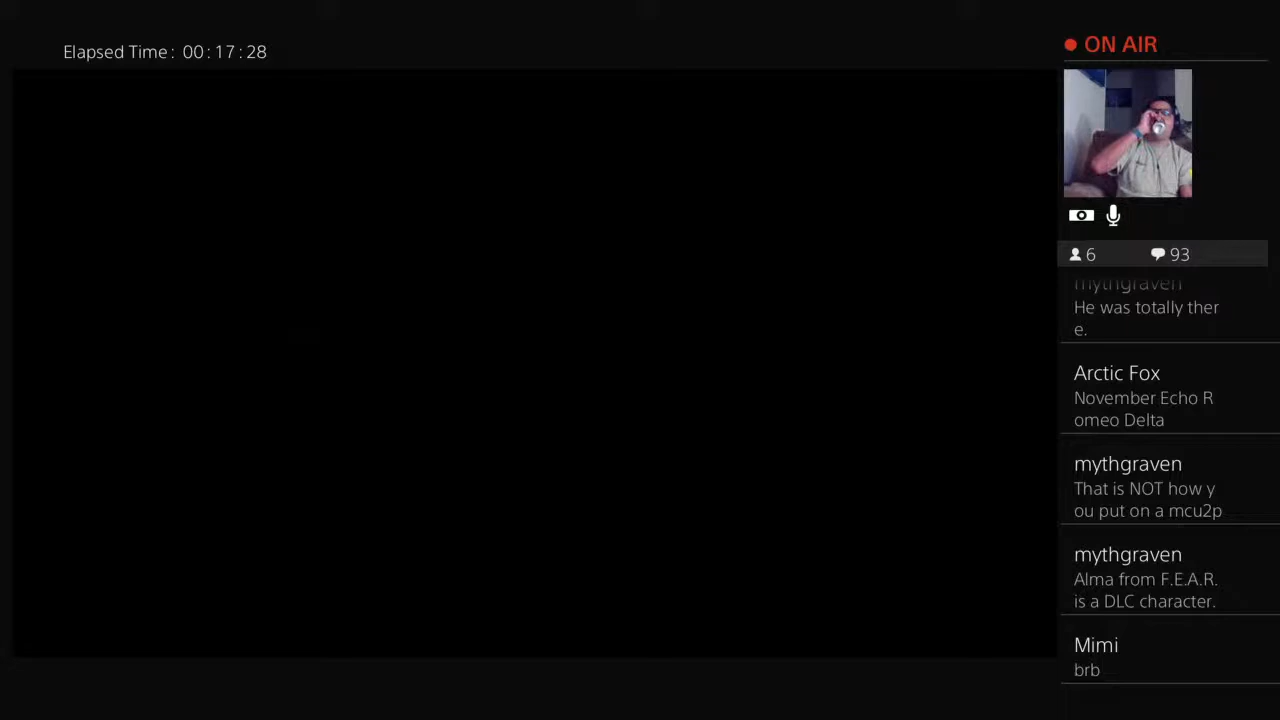 Elapsed Time: 00:17:28
ON AIR
6 93
mythgraven
He was totally ther
e.
Arctic Fox
November Echo R
omeo Delta
mythgraven
That is NOT how y
ou put on a mcu2p
mythgraven
Alma from F.E.A.R.
is a DLC character.
Mimi
brb